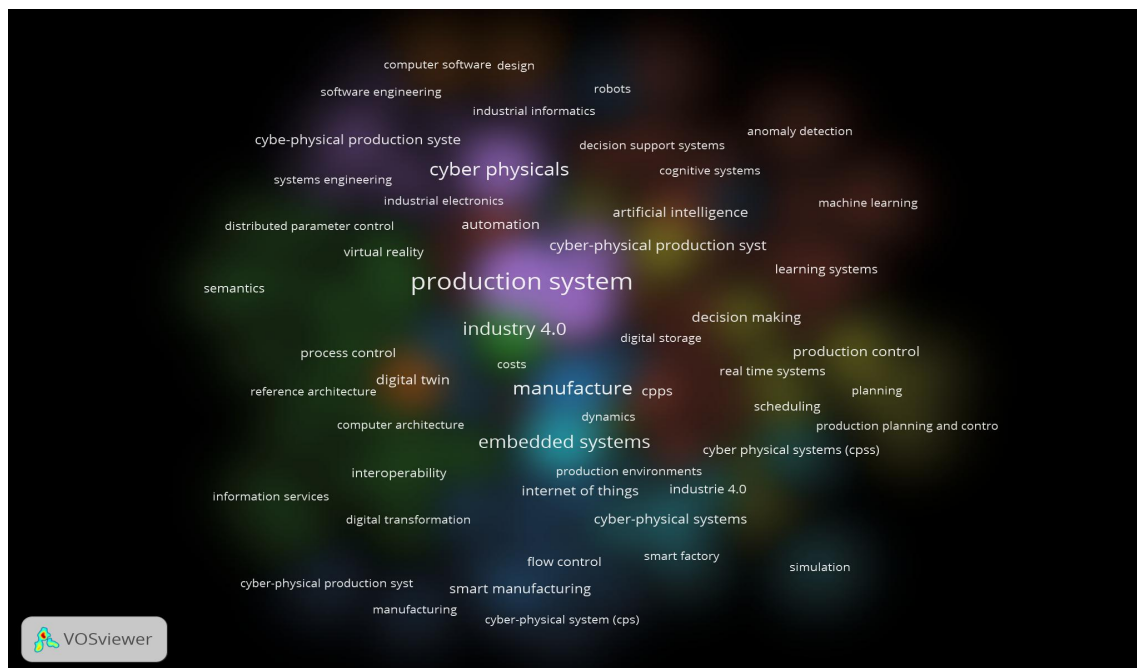 computer software
design
software engineering
robots
industrial informatics
anomaly detection
cybe-physical production syste
decision support systems
cyber physicals
cognitive systems
systems engineering
industrial electronics
machine learning
artificial intelligence
distributed parameter control
automation
cyber-physical production syst
virtual reality
learning systems
production system
semantics
decision making
industry 4.0
digital storage
process control
production control
costs
real time systems
digital twin
manufacture
cpps
reference architecture
planning
scheduling
dynamics
computer architecture
production planning and contro
embedded systems
cyber physical systems (cpss)
interoperability
production environments
internet of things
industrie 4.0
information services
digital transformation
cyber-physical systems
smart factory
flow control
simulation
cyber-physical production syst
smart manufacturing
manufacturing
cyber-physical system (cps)
VOSviewer